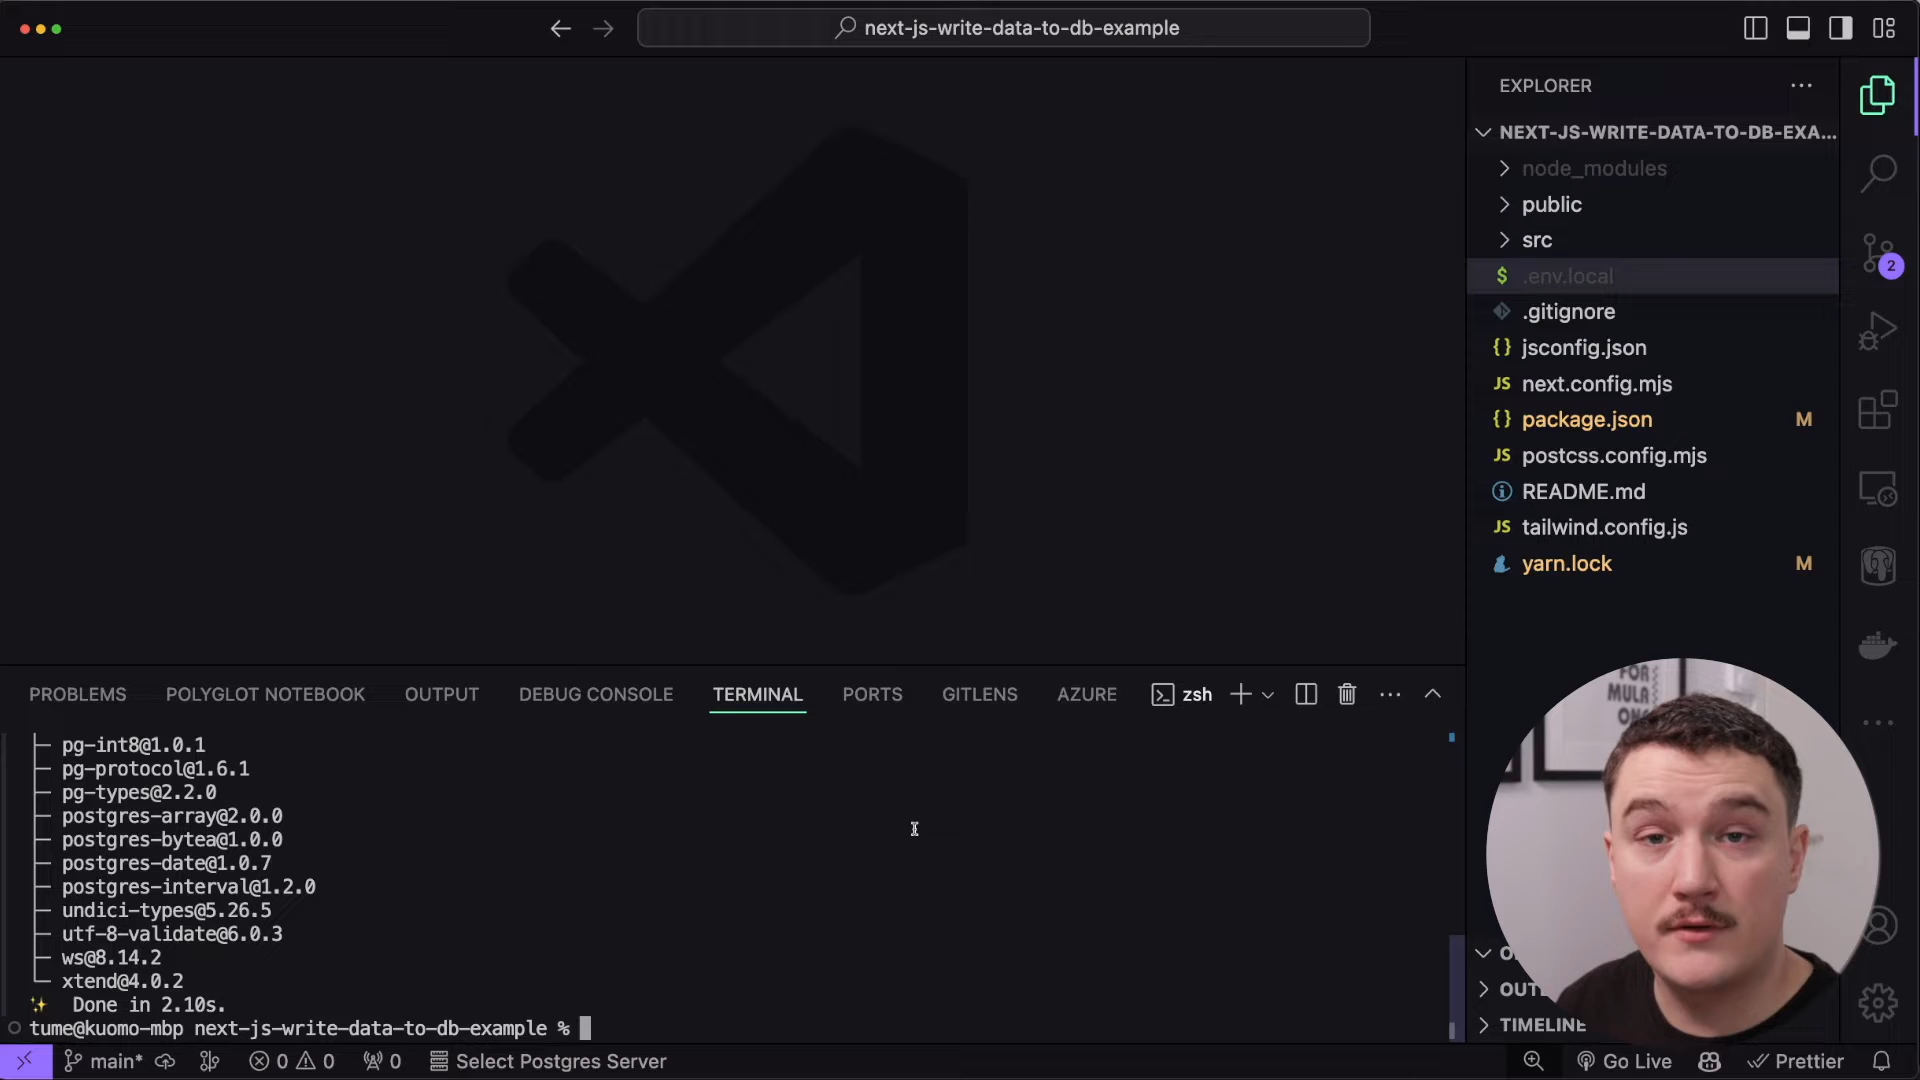 next-js-write-data-to-db-example
EXPLORER
NEXT-JS-WRITE-DATA-TO-DB-EXA...
node_modules
public
src
$ .env.local
.gitignore
{} jsconfig.json
JS next.config.mjs
{} package.json M
JS postcss.config.mjs
README.md
JS tailwind.config.js
yarn.lock M
2
PROBLEMS POLYGLOT NOTEBOOK OUTPUT DEBUG CONSOLE TERMINAL PORTS GITLENS AZURE zsh
pg-int8@1.0.1
pg-protocol@1.6.1
pg-types@2.2.0
postgres-array@2.0.0
postgres-bytea@1.0.0
postgres-date@1.0.7
postgres-interval@1.2.0
undici-types@5.26.5
utf-8-validate@6.0.3
ws@8.14.2
xtend@4.0.2
✨ Done in 2.10s.
tume@kuomo-mbp next-js-write-data-to-db-example %
FOR
MULA
TIMELINE
main* 0 0 0 Select Postgres Server Go Live Prettier